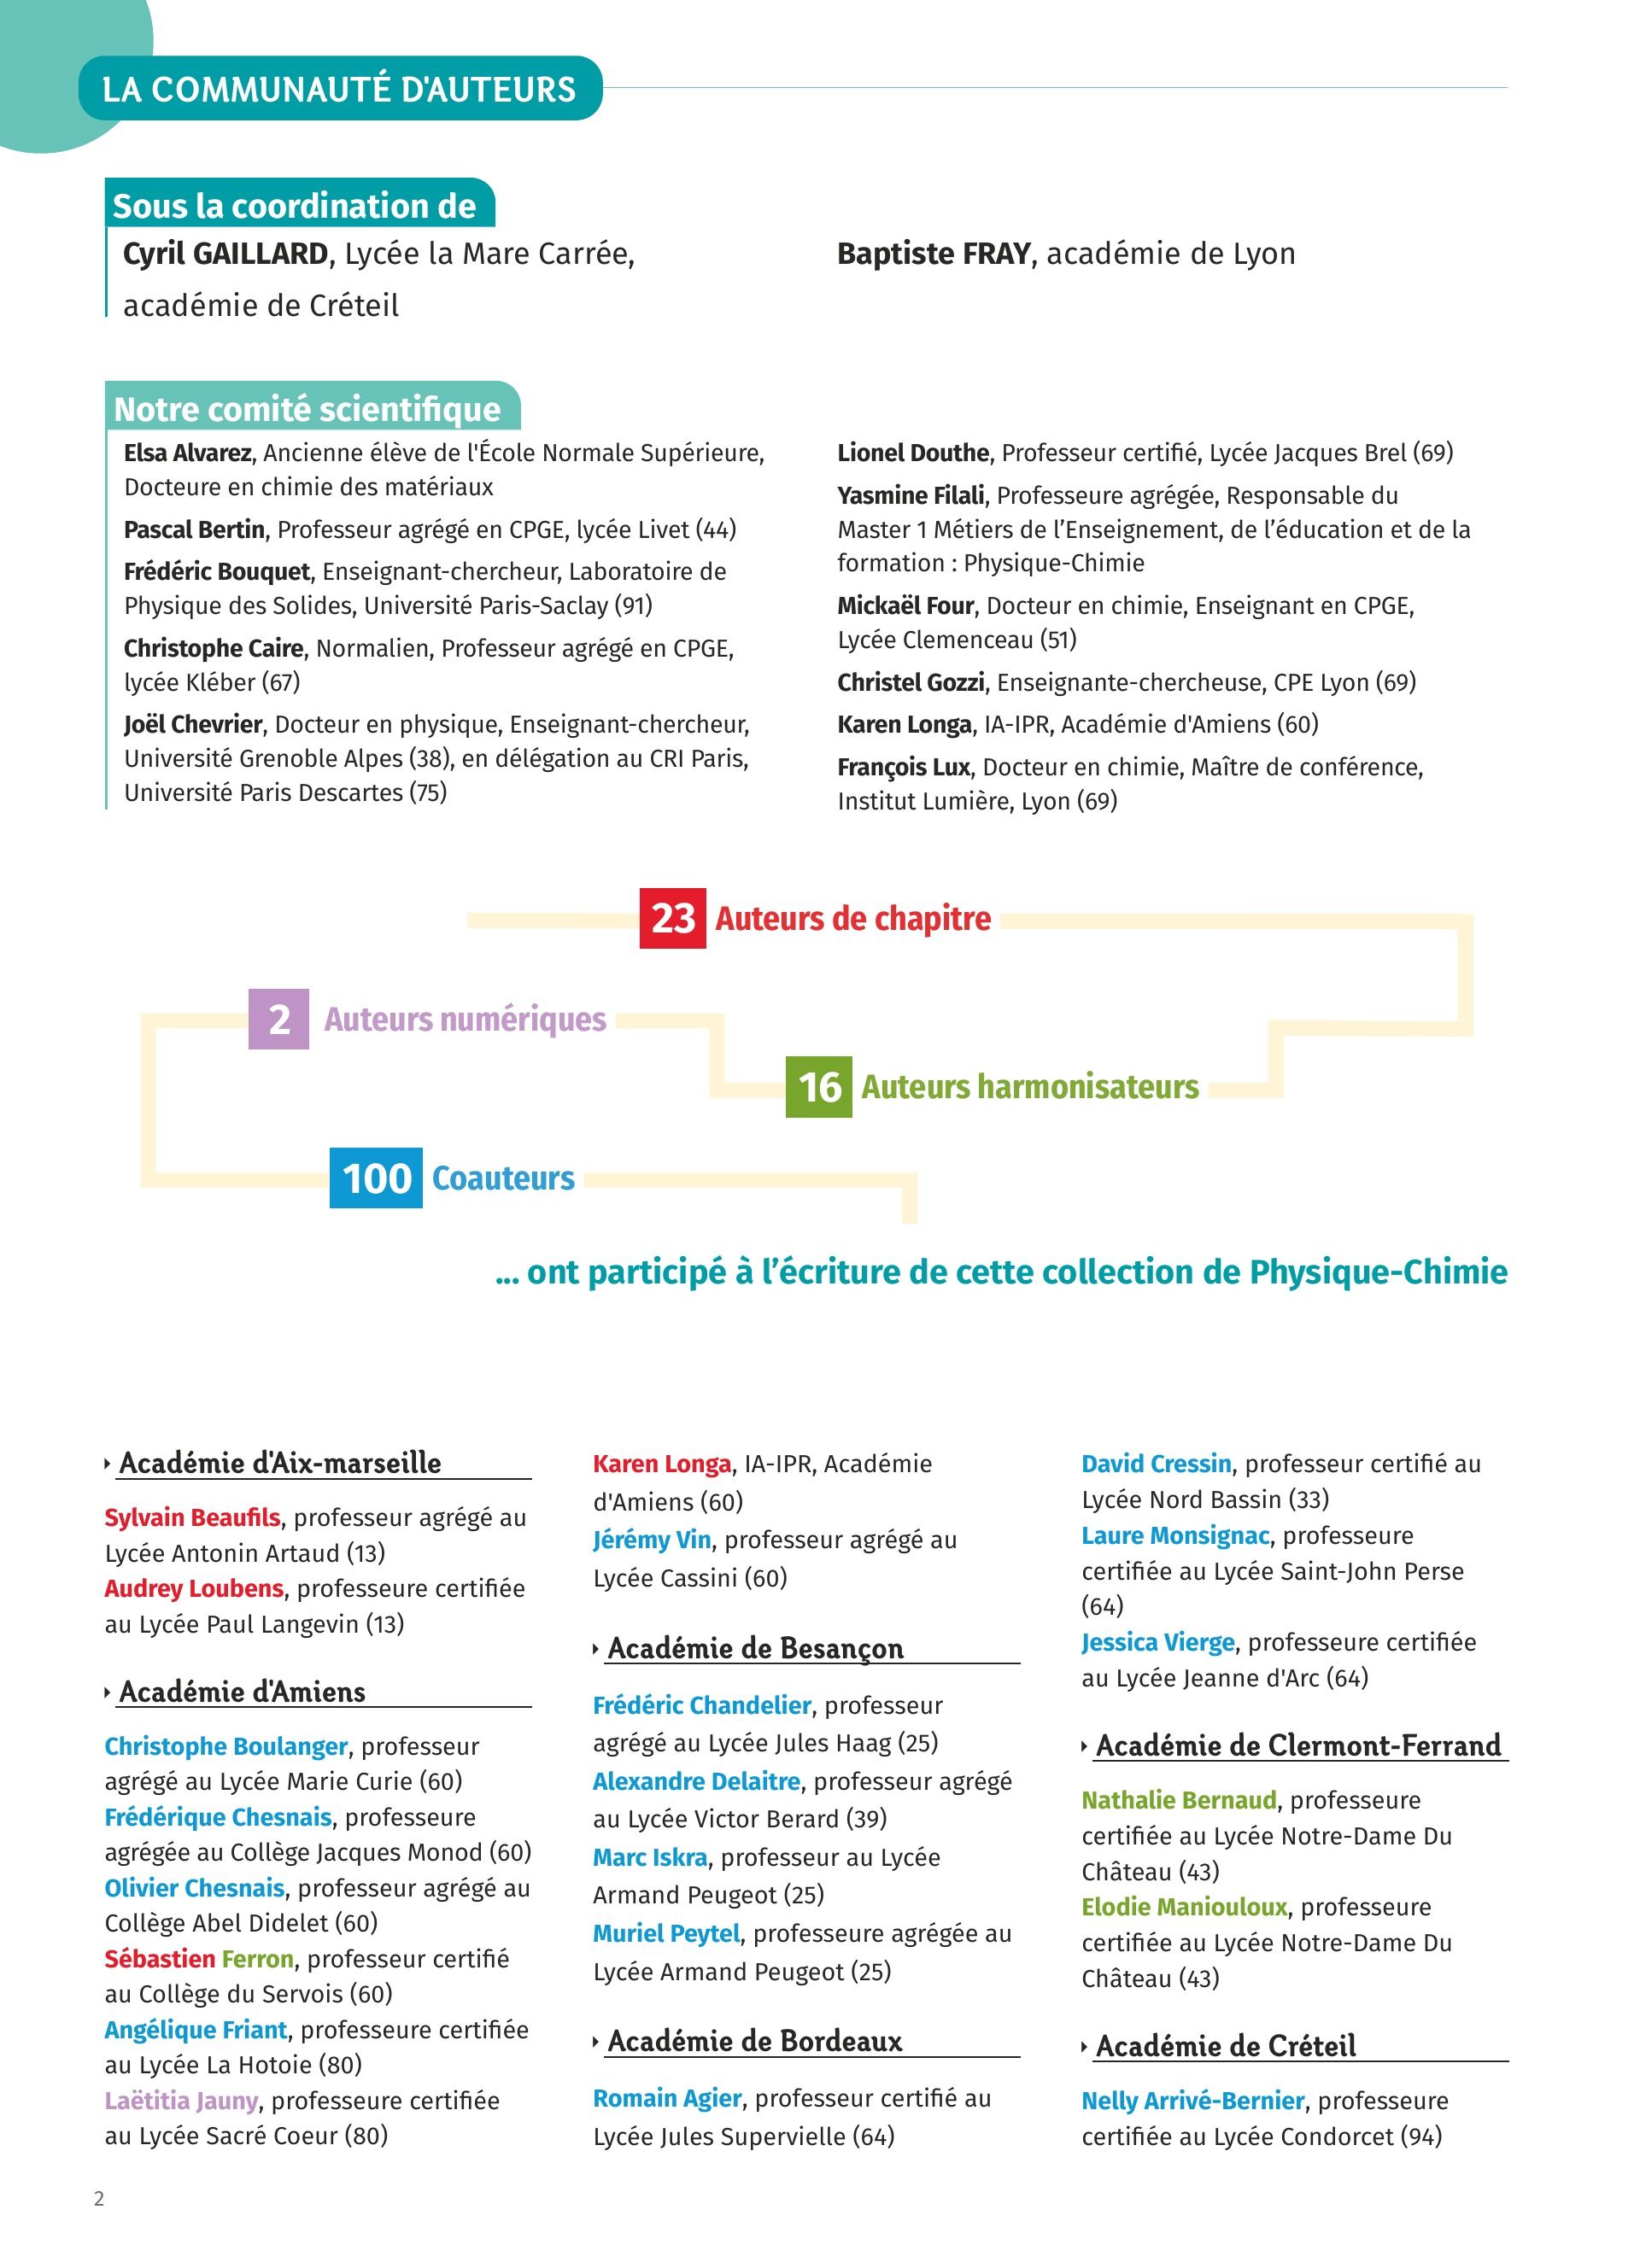 LA COMMUNAUTÉ D'AUTEURS
Sous la coordination de
Cyril GAILLARD, Lycée la Mare Carrée,
académie de Créteil
Baptiste FRAY, académie de Lyon
Notre comité scientifique
Elsa Alvarez, Ancienne élève de l'École Normale Supérieure,
Docteure en chimie des matériaux
Pascal Bertin, Professeur agrégé en CPGE, lycée Livet (44)
Frédéric Bouquet, Enseignant-chercheur, Laboratoire de
Physique des Solides, Université Paris-Saclay (91)
Christophe Caire, Normalien, Professeur agrégé en CPGE,
lycée Kléber (67)
Joël Chevrier, Docteur en physique, Enseignant-chercheur,
Université Grenoble Alpes (38), en délégation au CRI Paris,
Université Paris Descartes (75)
Lionel Douthe, Professeur certifié, Lycée Jacques Brel (69)
Yasmine Filali, Professeure agrégée, Responsable du
Master 1 Métiers de l’Enseignement, de l’éducation et de la
formation : Physique-Chimie
Mickaël Four, Docteur en chimie, Enseignant en CPGE,
Lycée Clemenceau (51)
Christel Gozzi, Enseignante-chercheuse, CPE Lyon (69)
Karen Longa, IA-IPR, Académie d'Amiens (60)
François Lux, Docteur en chimie, Maître de conférence,
Institut Lumière, Lyon (69)
23 Auteurs de chapitre
2 Auteurs numériques
16 Auteurs harmonisateurs
100 Coauteurs
... ont participé à l’écriture de cette collection de Physique-Chimie
Académie d'Aix-marseille
Sylvain Beaufils, professeur agrégé au
Lycée Antonin Artaud (13)
Audrey Loubens, professeure certifiée
au Lycée Paul Langevin (13)
Académie d'Amiens
Christophe Boulanger, professeur
agrégé au Lycée Marie Curie (60)
Frédérique Chesnais, professeure
agrégée au Collège Jacques Monod (60)
Olivier Chesnais, professeur agrégé au
Collège Abel Didelet (60)
Sébastien Ferron, professeur certifié
au Collège du Servois (60)
Angélique Friant, professeure certifiée
au Lycée La Hotoie (80)
Laëtitia Jauny, professeure certifiée
au Lycée Sacré Coeur (80)
Karen Longa, IA-IPR, Académie
d'Amiens (60)
Jérémy Vin, professeur agrégé au
Lycée Cassini (60)
Académie de Besançon
Frédéric Chandelier, professeur
agrégé au Lycée Jules Haag (25)
Alexandre Delaitre, professeur agrégé
au Lycée Victor Berard (39)
Marc Iskra, professeur au Lycée
Armand Peugeot (25)
Muriel Peytel, professeure agrégée au
Lycée Armand Peugeot (25)
Académie de Bordeaux
Romain Agier, professeur certifié au
Lycée Jules Supervielle (64)
David Cressin, professeur certifié au
Lycée Nord Bassin (33)
Laure Monsignac, professeure
certifiée au Lycée Saint-John Perse
(64)
Jessica Vierge, professeure certifiée
au Lycée Jeanne d'Arc (64)
Académie de Clermont-Ferrand
Nathalie Bernaud, professeure
certifiée au Lycée Notre-Dame Du
Château (43)
Elodie Maniouloux, professeure
certifiée au Lycée Notre-Dame Du
Château (43)
Académie de Créteil
Nelly Arrivé-Bernier, professeure
certifiée au Lycée Condorcet (94)
2